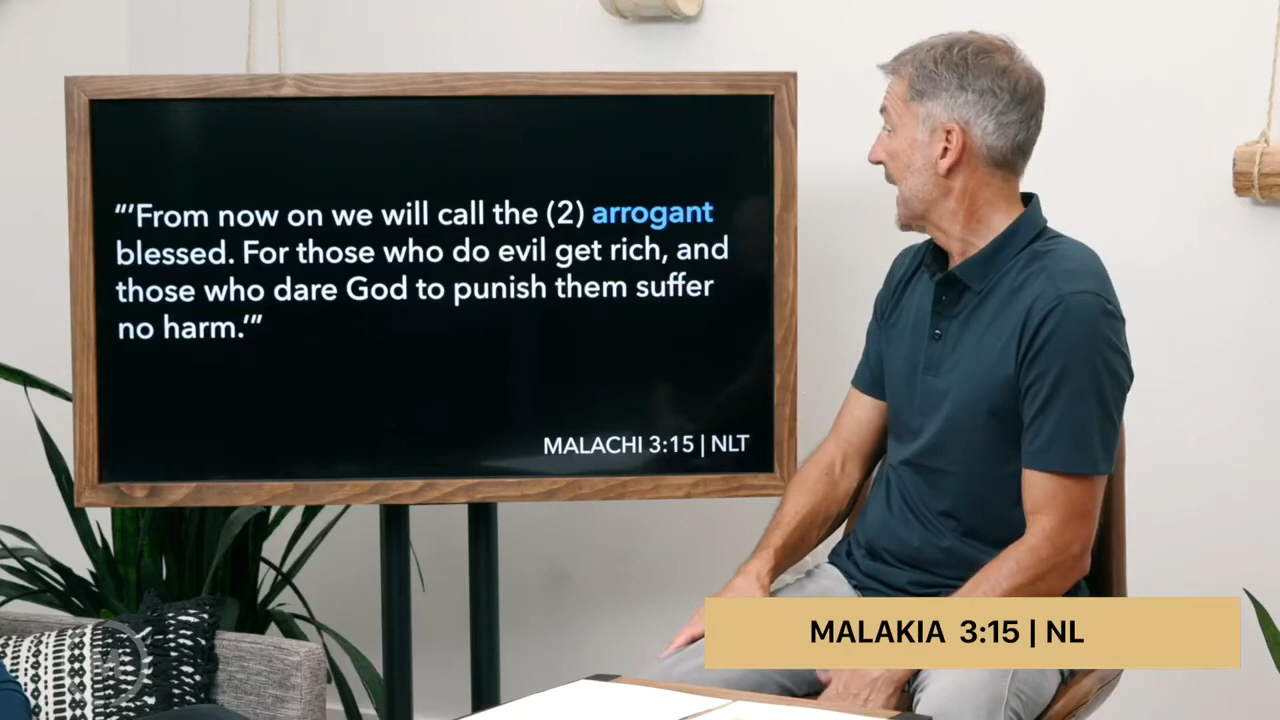 “‘From now on we will call the (2) arrogant
blessed. For those who do evil get rich, and
those who dare God to punish them suffer
no harm.’”
MALACHI 3:15 | NLT
MALAKIA 3:15 | NL